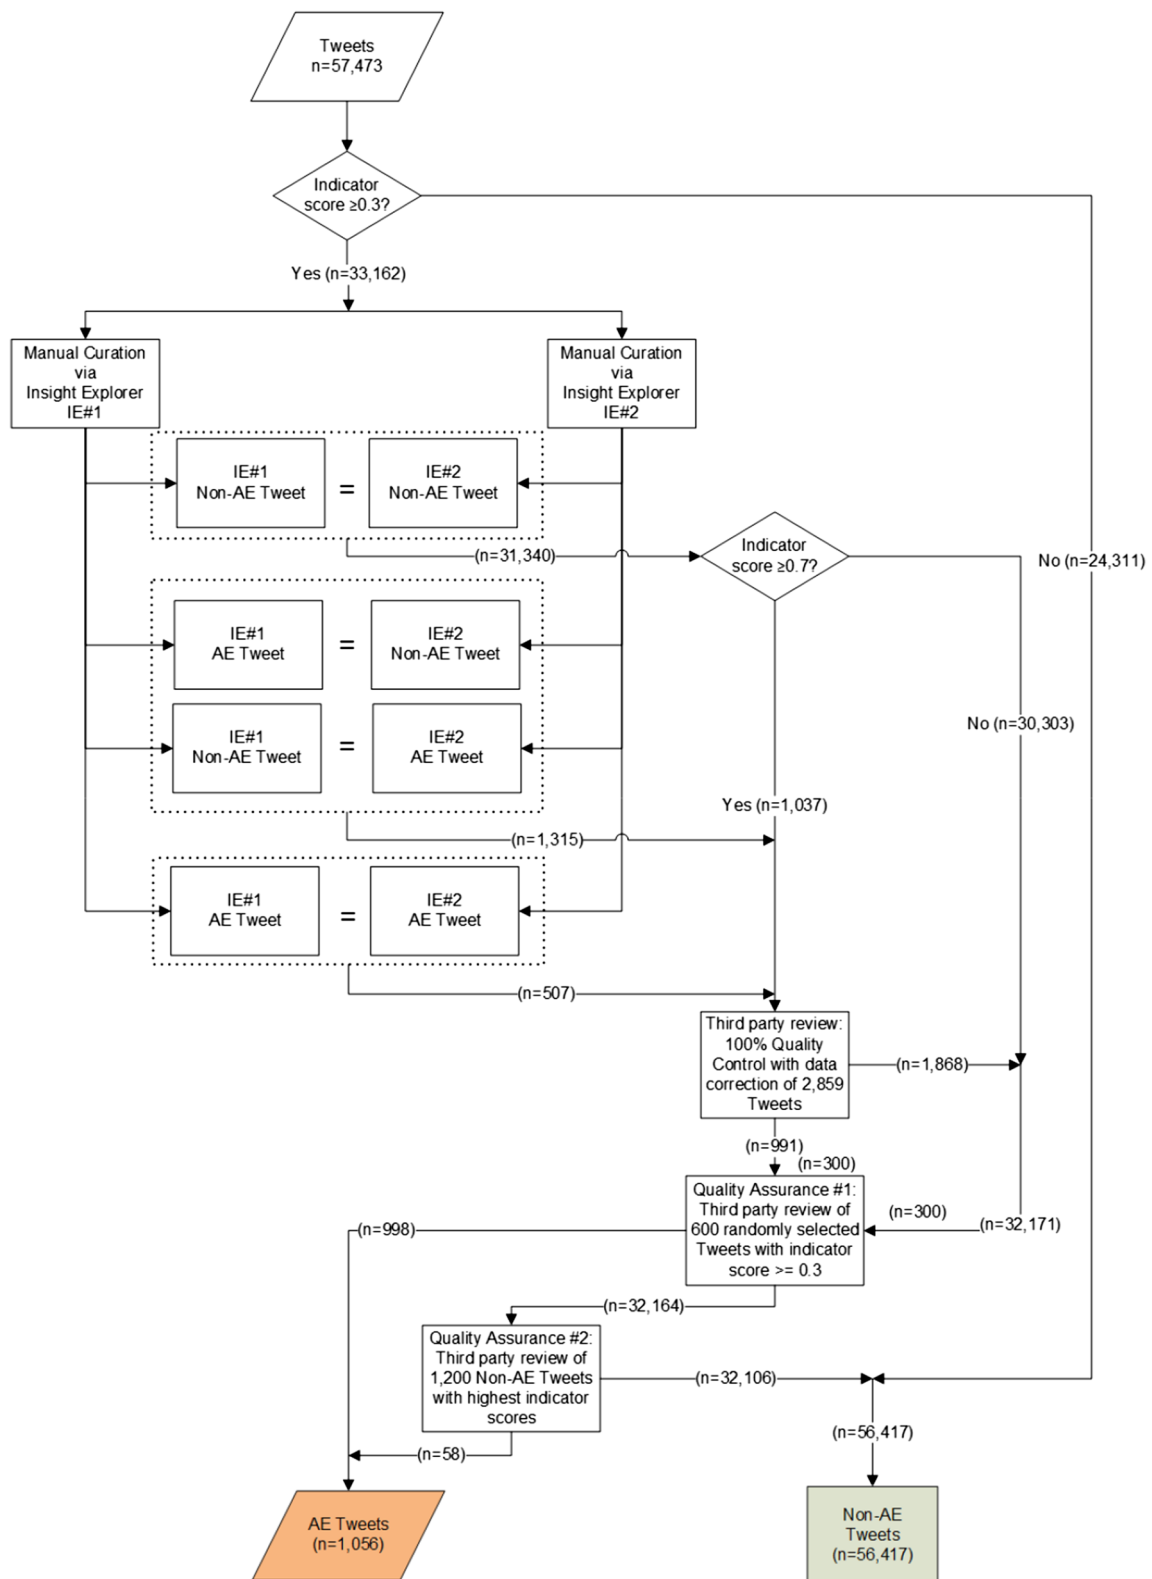 Tweets
n=57,473
Indicator
score ≥0.3?
Yes (n=33,162)
Manual Curation
via
Insight Explorer
IE#1
Manual Curation
via
Insight Explorer
IE#2
IE#1
Non-AE Tweet
=
IE#2
Non-AE Tweet
(n=31,340)
Indicator
score ≥0.7?
No (n=24,311)
IE#1
AE Tweet
=
IE#2
Non-AE Tweet
No (n=30,303)
IE#1
Non-AE Tweet
=
IE#2
AE Tweet
Yes (n=1,037)
(n=1,315)
IE#1
AE Tweet
=
IE#2
AE Tweet
(n=507)
Third party review:
100% Quality
Control with data
correction of 2,859
Tweets
(n=1,868)
(n=991)
(n=300)
Quality Assurance #1:
Third party review of
600 randomly selected
Tweets with indicator
score >= 0.3
(n=300)
(n=32,171)
(n=998)
(n=32,164)
Quality Assurance #2:
Third party review of
1,200 Non-AE Tweets
with highest indicator
scores
(n=32,106)
(n=56,417)
(n=58)
AE Tweets
(n=1,056)
Non-AE
Tweets
(n=56,417)